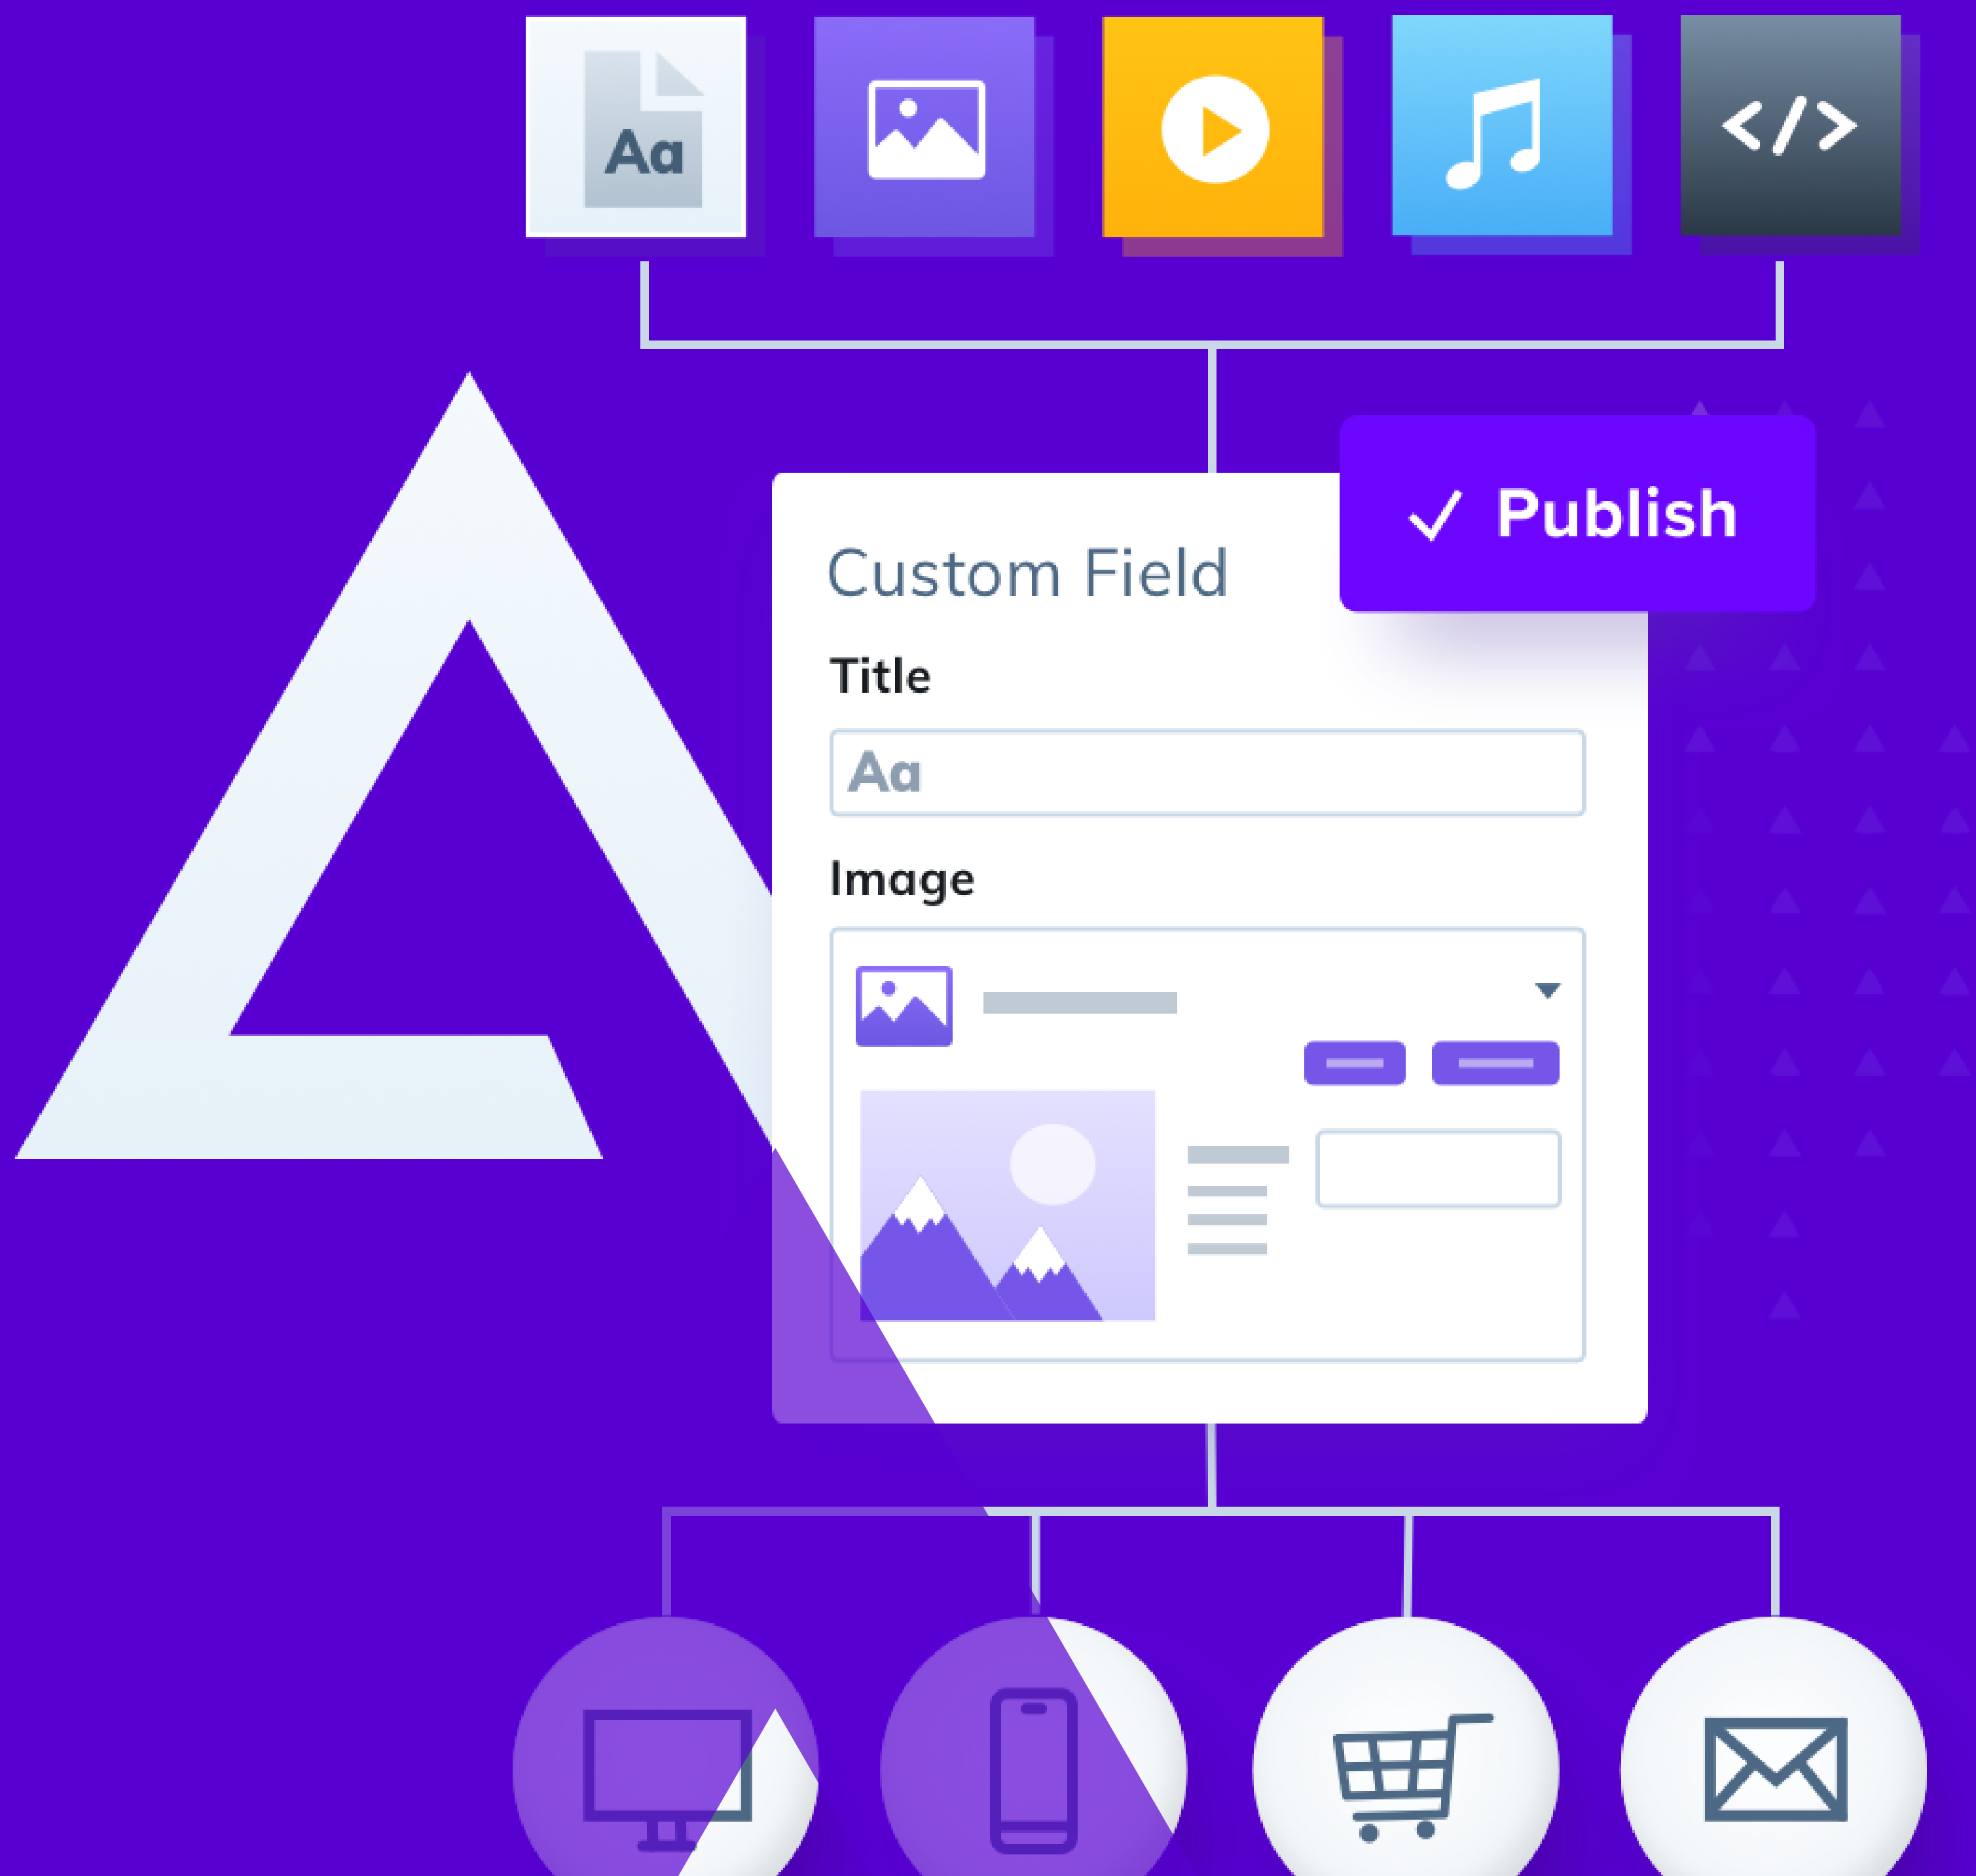 Aa
</>
✓ Publish
Custom Field
Title
Aa
Image